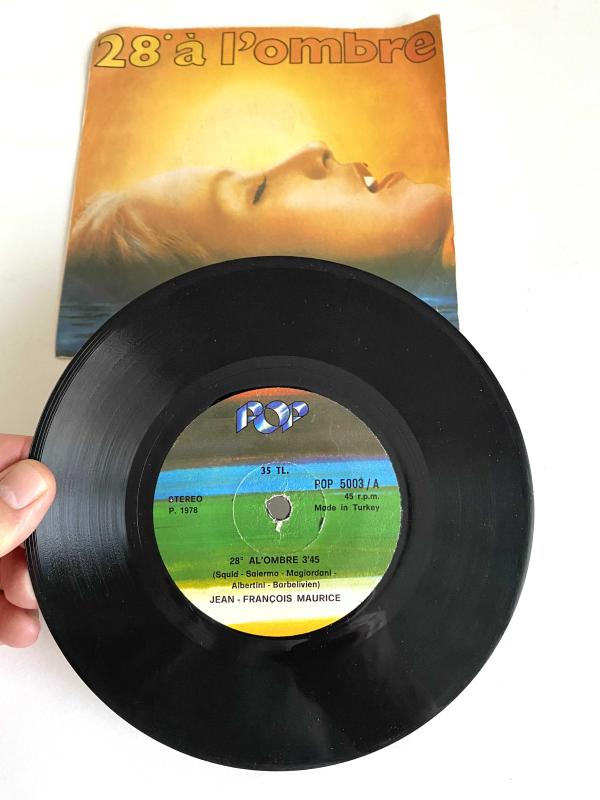 28° à l'ombre
POP
35 TL.
STEREO
P. 1978
POP 5003/A
45 r.p.m.
Made in Turkey
28° AL'OMBRE 3'45
(Squid - Salermo - Magiordani -
Albertini - Barbelivien)
JEAN - FRANÇOIS MAURICE